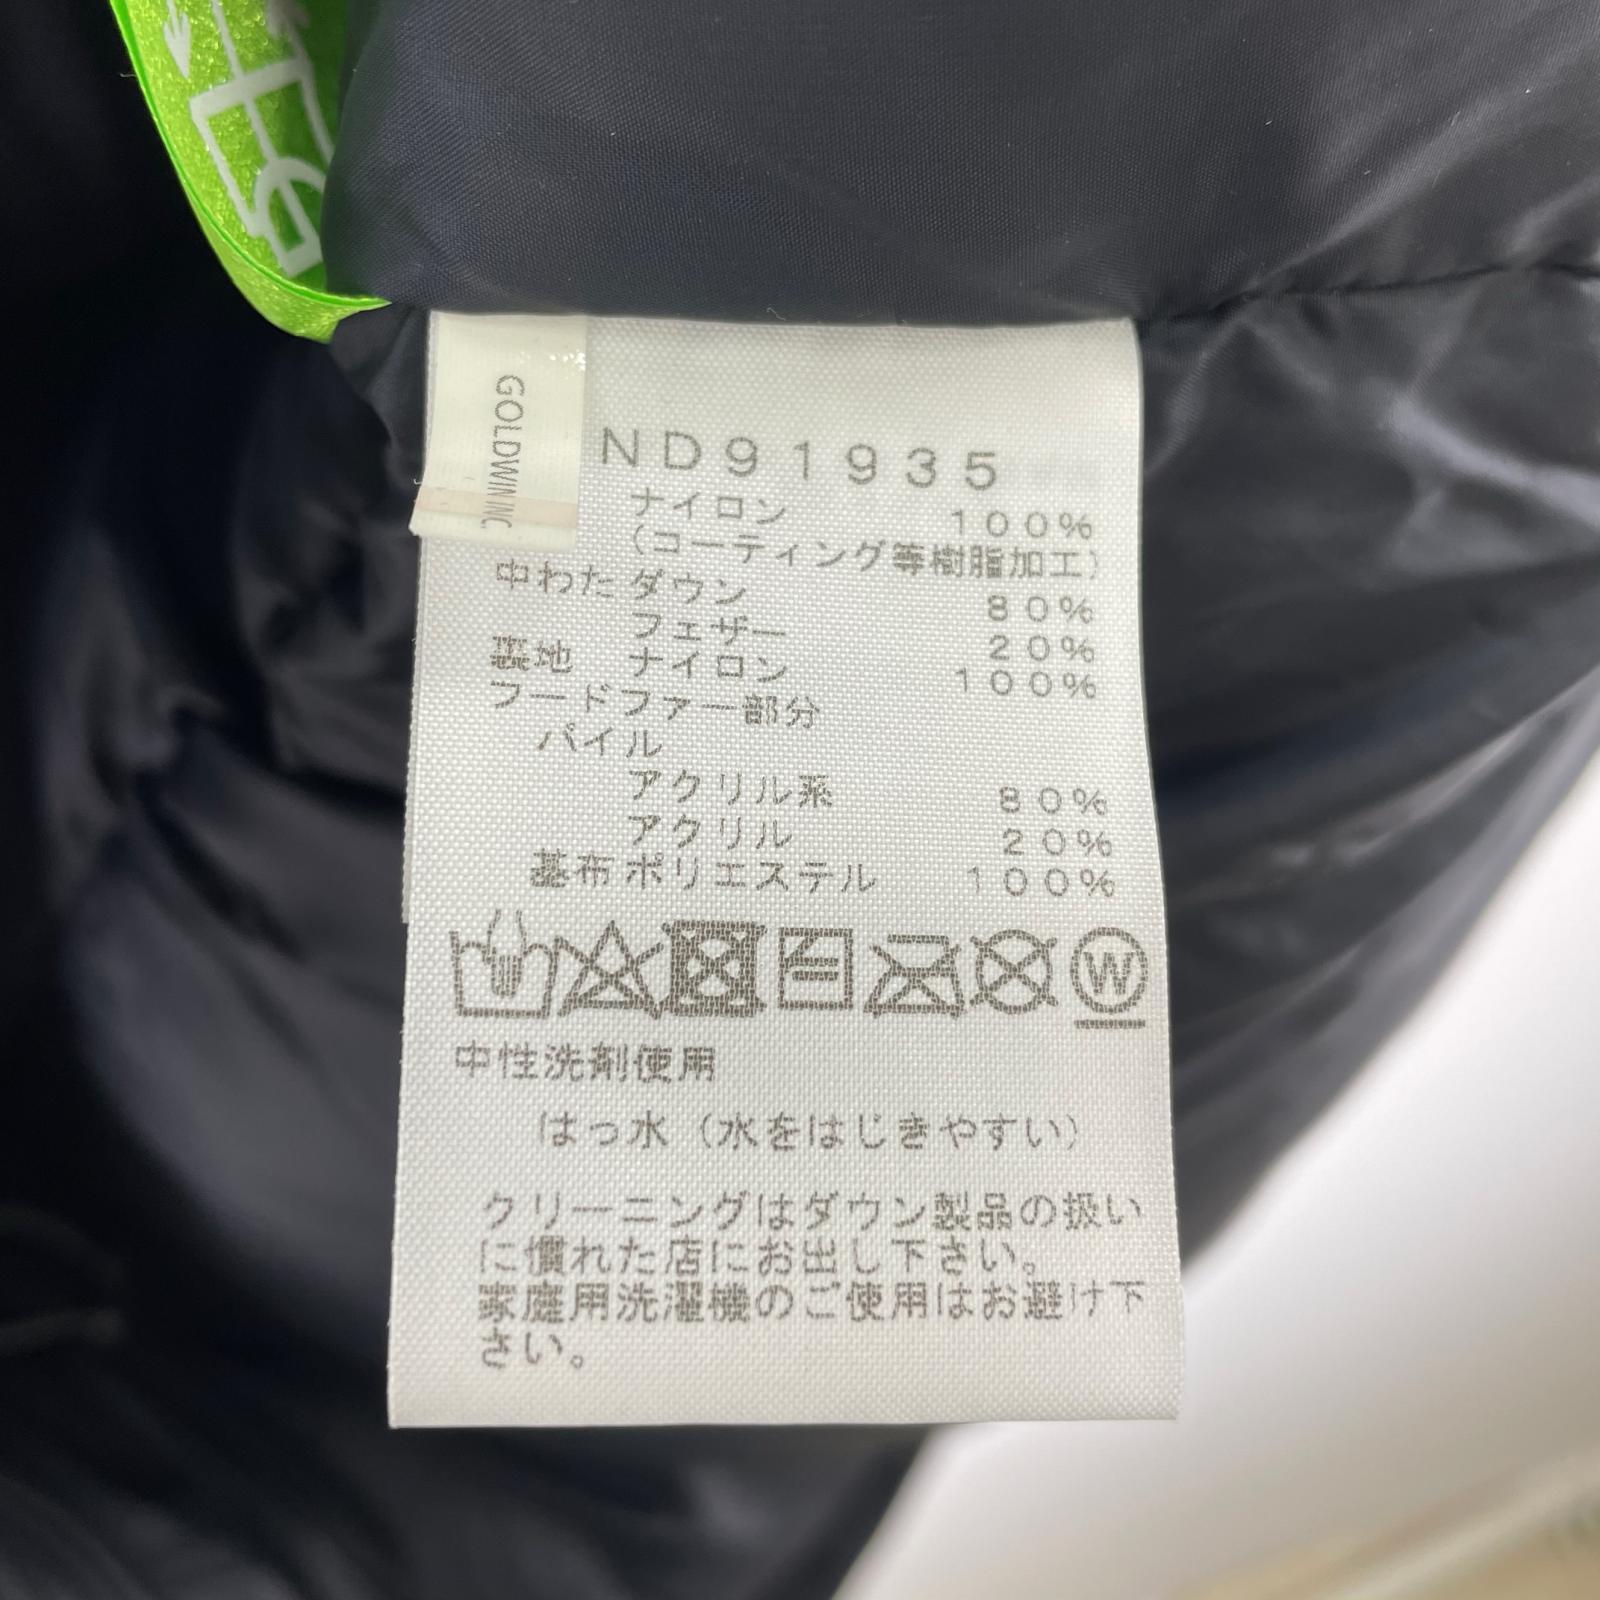 GOLDWIN INC.
ND91935
ナイロン 100%
(コーティング等樹脂加工)
中わた ダウン 80%
フェザー 20%
裏地 ナイロン 100%
フードファー部分
パイル
アクリル系 80%
アクリル 20%
基布 ポリエステル 100%
W
中性洗剤使用
はっ水(水をはじきやすい)
クリーニングはダウン製品の扱い
に慣れた店にお出し下さい。
家庭用洗濯機のご使用はお避け下
さい。